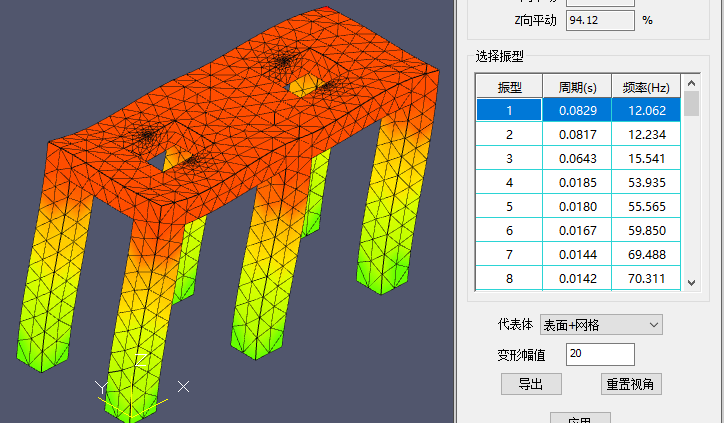 Z向平动 94.12 %
选择振型
振型 周期(s) 频率(Hz)
1 0.0829 12.062
2 0.0817 12.234
3 0.0643 15.541
4 0.0185 53.935
5 0.0180 55.565
6 0.0167 59.850
7 0.0144 69.488
8 0.0142 70.311
代表体 表面+网格
变形幅值 20
导出 重置视角
Y X